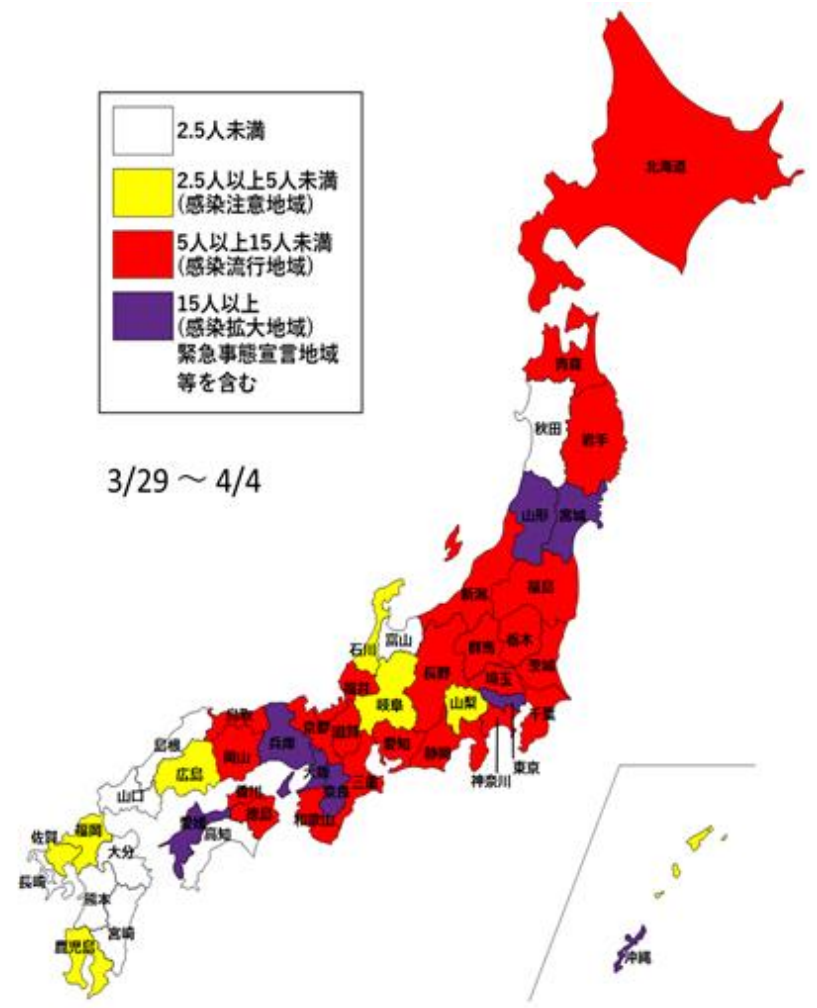 2.5人未満
2.5人以上5人未満
(感染注意地域)
5人以上15人未満
(感染流行地域)
15人以上
(感染拡大地域)
緊急事態宣言地域
等を含む
3/29 ～ 4/4
北海道
青森
秋田
岩手
山形
宮城
新潟
福島
石川
富山
群馬
栃木
長野
茨城
福井
埼玉
岐阜
山梨
千葉
鳥取
京都
滋賀
島根
兵庫
愛知
静岡
岡山
東京
広島
大阪
神奈川
三重
奈良
山口
香川
徳島
和歌山
愛媛
高知
佐賀
福岡
大分
長崎
熊本
宮崎
鹿児島
沖縄